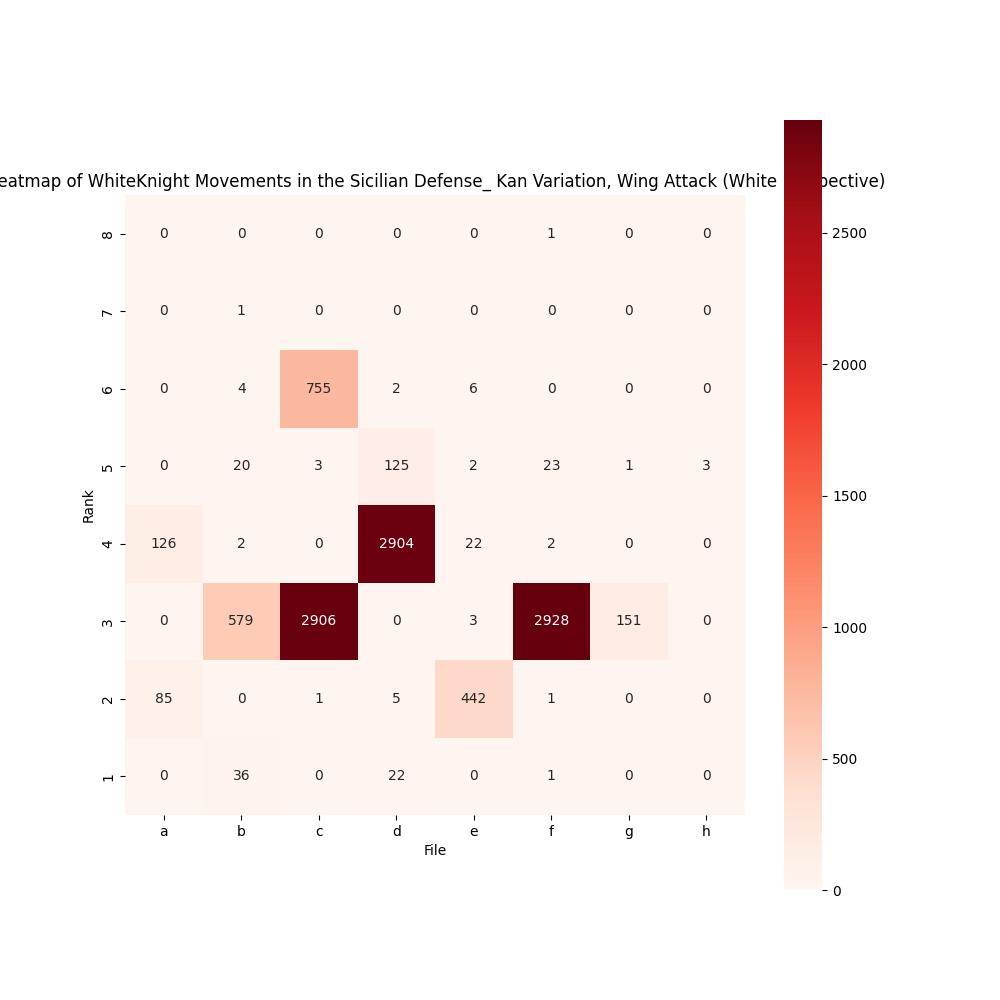 eatmap of WhiteKnight Movements in the Sicilian Defense_ Kan Variation, Wing Attack (White pective)
8 0 0 0 0 0 1 0 0
7 0 1 0 0 0 0 0 0
6 0 4 755 2 6 0 0 0
5 0 20 3 125 2 23 1 3
4 126 2 0 2904 22 2 0 0
3 0 579 2906 0 3 2928 151 0
2 85 0 1 5 442 1 0 0
1 0 36 0 22 0 1 0 0
a b c d e f g h
File
Rank
2500
2000
1500
1000
500
0